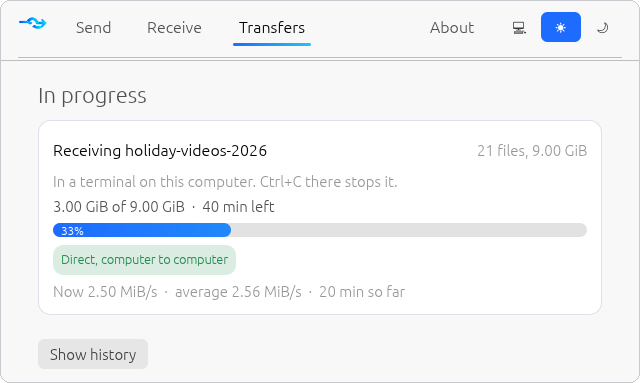 Send Receive Transfers About
In progress
Receiving holiday-videos-2026 21 files, 9.00 GiB
In a terminal on this computer. Ctrl+C there stops it.
3.00 GiB of 9.00 GiB · 40 min left
33%
Direct, computer to computer
Now 2.50 MiB/s · average 2.56 MiB/s · 20 min so far
Show history